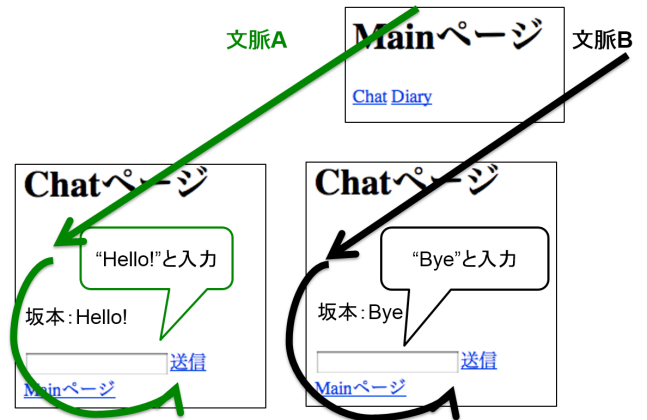 文脈A
Mainページ
文脈B
Chat Diary
Chatページ
“Hello!”と入力
坂本：Hello!
送信
Mainページ
Chatページ
“Bye”と入力
坂本：Bye
送信
Mainページ